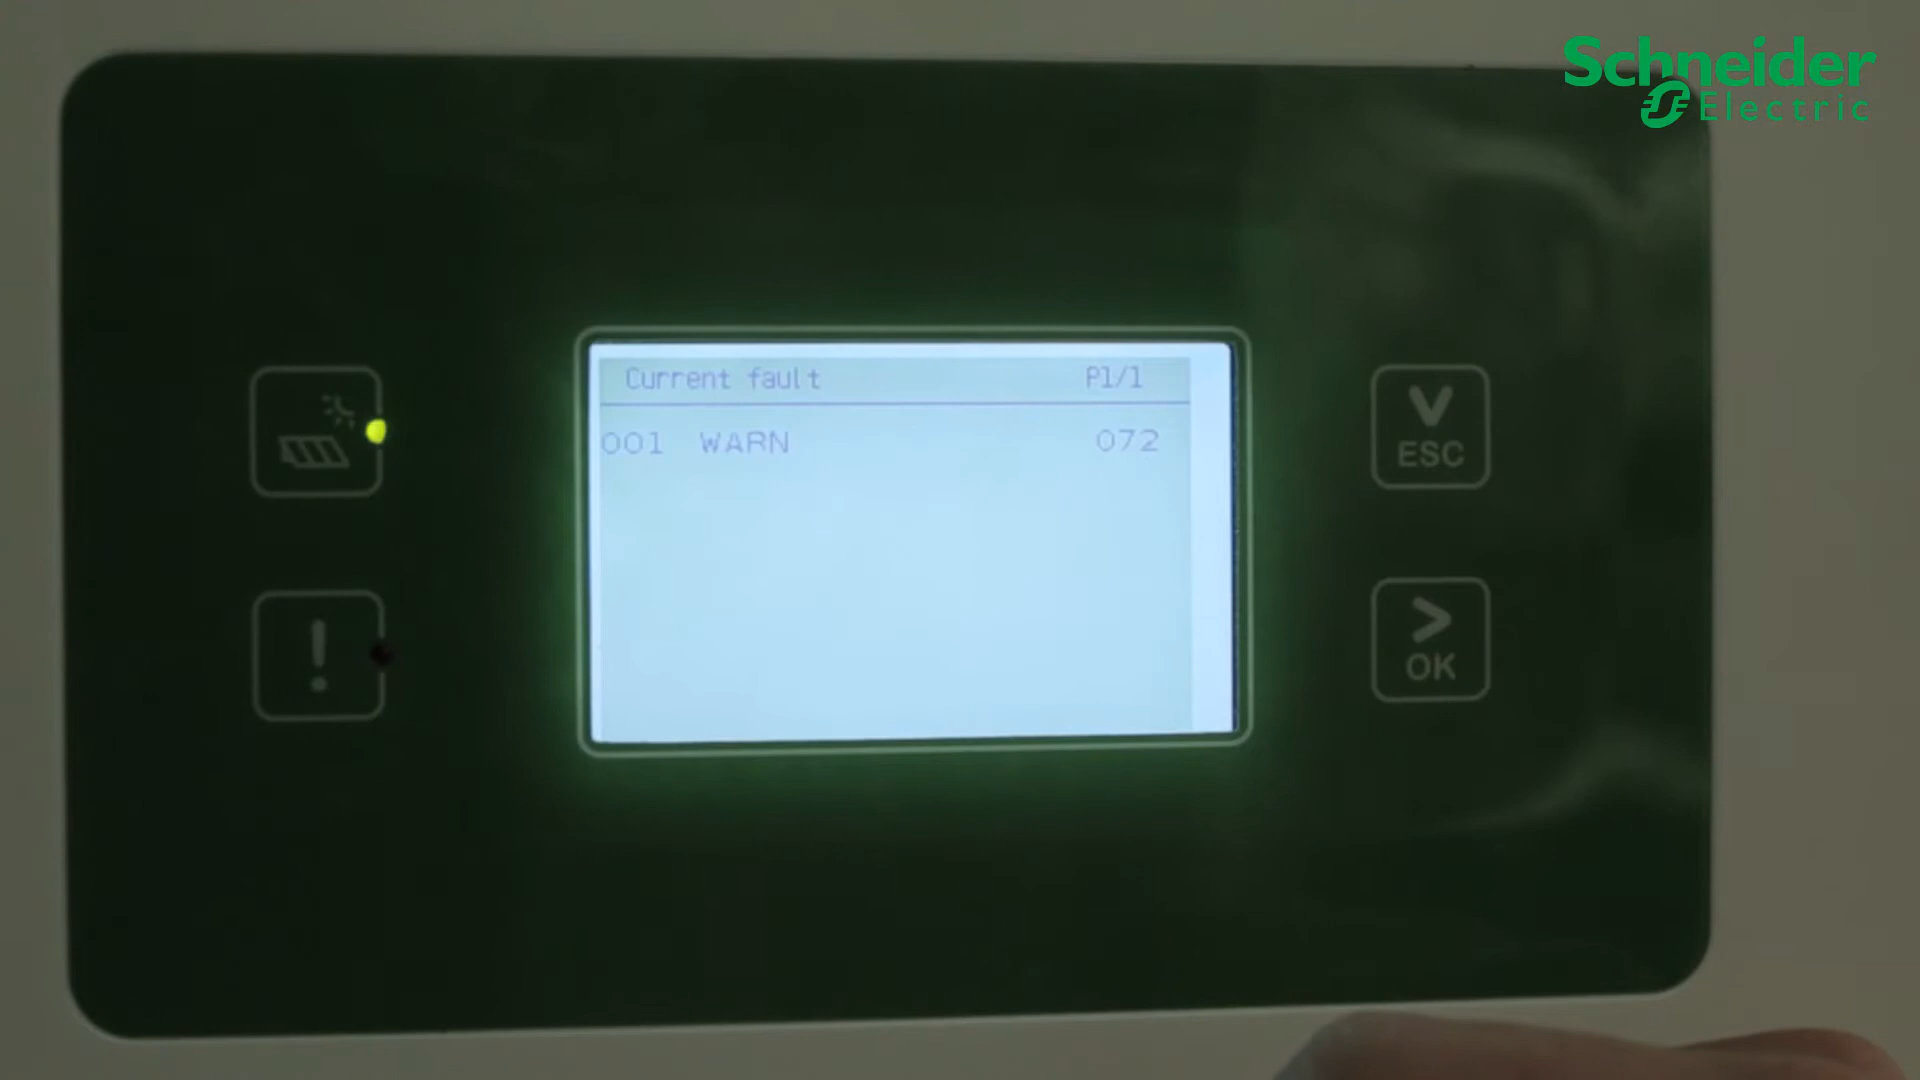 Schneider
Electric
Current fault P1/1
001 WARN 072
ESC
OK